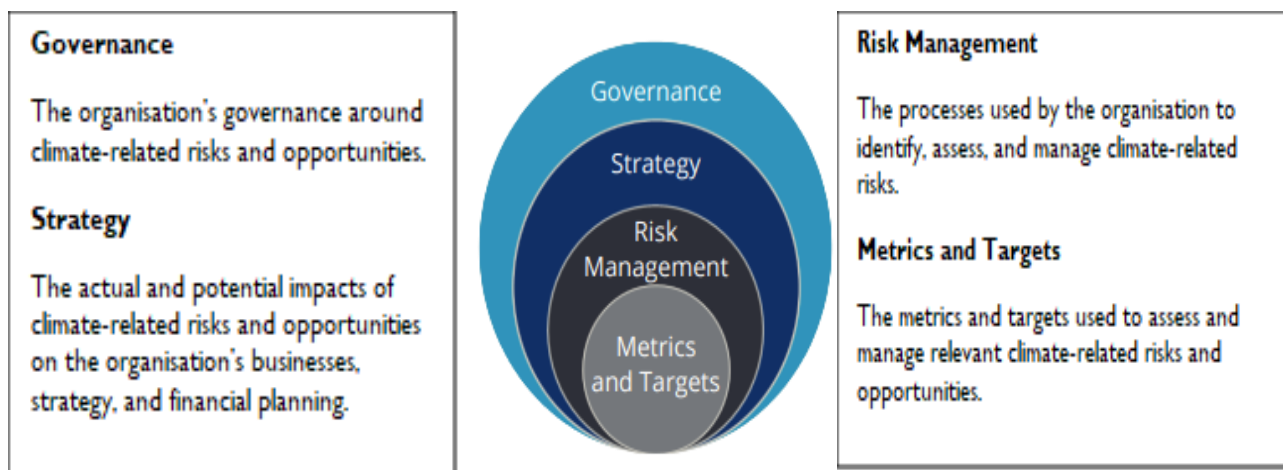 Governance
The organisation's governance around
climate-related risks and opportunities.
Strategy
The actual and potential impacts of
climate-related risks and opportunities
on the organisation's businesses,
strategy, and financial planning.
Governance
Strategy
Risk
Management
Metrics
and Targets
Risk Management
The processes used by the organisation to
identify, assess, and manage climate-related
risks.
Metrics and Targets
The metrics and targets used to assess and
manage relevant climate-related risks and
opportunities.